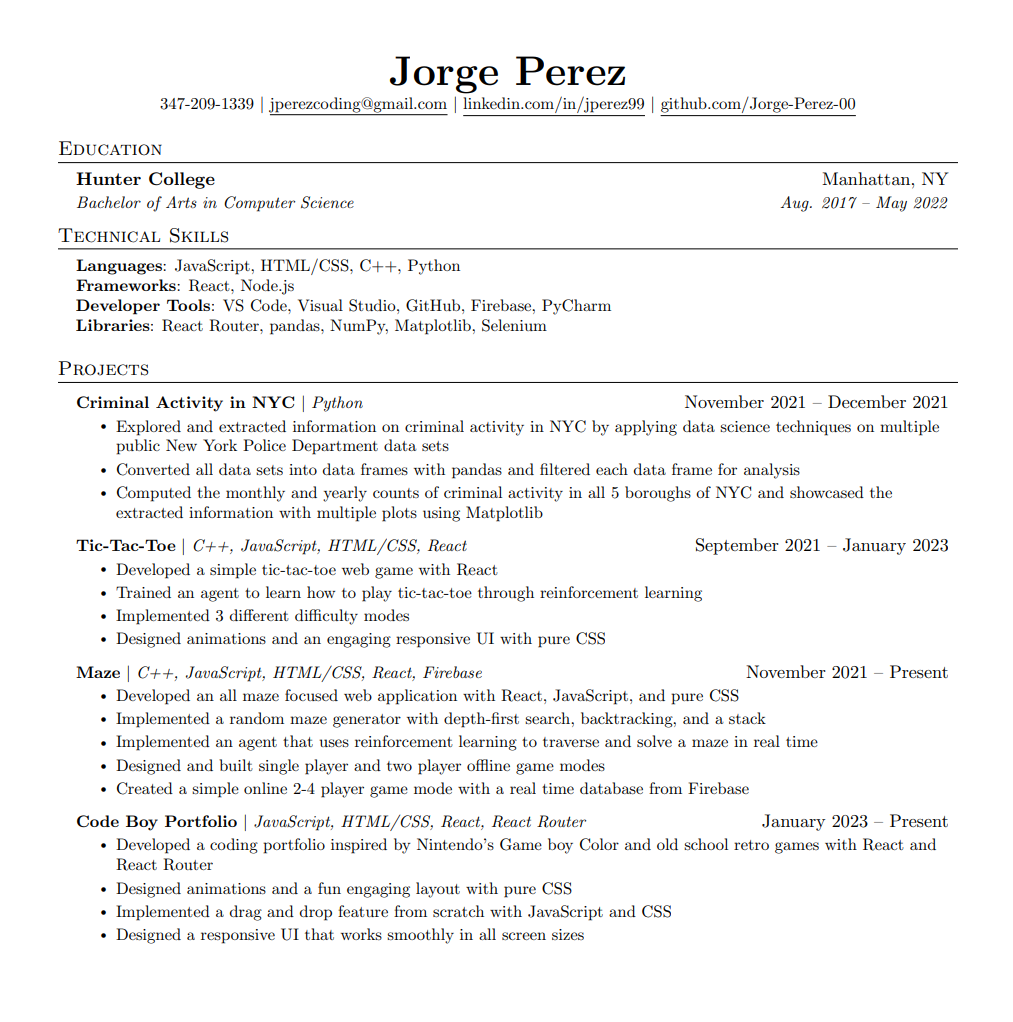 Jorge Perez
347-209-1339 | jperezcoding@gmail.com | linkedin.com/in/jperez99 | github.com/Jorge-Perez-00
Education
Hunter College Manhattan, NY
Bachelor of Arts in Computer Science Aug. 2017 – May 2022
Technical Skills
Languages: JavaScript, HTML/CSS, C++, Python
Frameworks: React, Node.js
Developer Tools: VS Code, Visual Studio, GitHub, Firebase, PyCharm
Libraries: React Router, pandas, NumPy, Matplotlib, Selenium
Projects
Criminal Activity in NYC | Python November 2021 – December 2021
• Explored and extracted information on criminal activity in NYC by applying data science techniques on multiple
public New York Police Department data sets
• Converted all data sets into data frames with pandas and filtered each data frame for analysis
• Computed the monthly and yearly counts of criminal activity in all 5 boroughs of NYC and showcased the
extracted information with multiple plots using Matplotlib
Tic-Tac-Toe | C++, JavaScript, HTML/CSS, React September 2021 – January 2023
• Developed a simple tic-tac-toe web game with React
• Trained an agent to learn how to play tic-tac-toe through reinforcement learning
• Implemented 3 different difficulty modes
• Designed animations and an engaging responsive UI with pure CSS
Maze | C++, JavaScript, HTML/CSS, React, Firebase November 2021 – Present
• Developed an all maze focused web application with React, JavaScript, and pure CSS
• Implemented a random maze generator with depth-first search, backtracking, and a stack
• Implemented an agent that uses reinforcement learning to traverse and solve a maze in real time
• Designed and built single player and two player offline game modes
• Created a simple online 2-4 player game mode with a real time database from Firebase
Code Boy Portfolio | JavaScript, HTML/CSS, React, React Router January 2023 – Present
• Developed a coding portfolio inspired by Nintendo's Game boy Color and old school retro games with React and
React Router
• Designed animations and a fun engaging layout with pure CSS
• Implemented a drag and drop feature from scratch with JavaScript and CSS
• Designed a responsive UI that works smoothly in all screen sizes